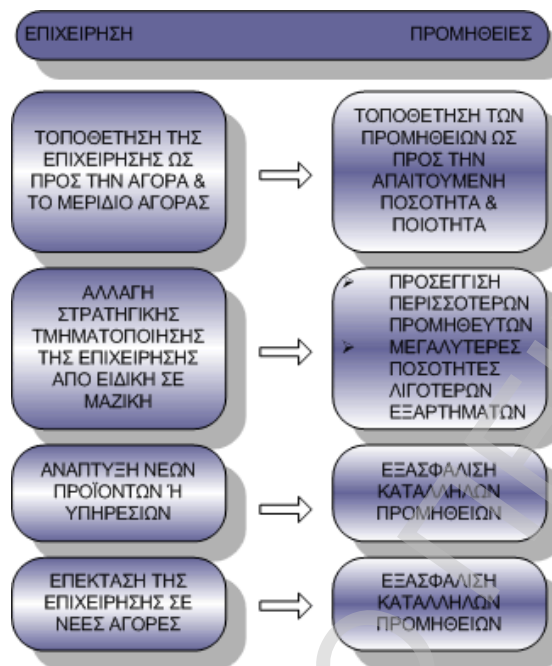 ΕΠΙΧΕΙΡΗΣΗ ΠΡΟΜΗΘΕΙΕΣ
ΤΟΠΟΘΕΤΗΣΗ ΤΗΣ
ΕΠΙΧΕΙΡΗΣΗΣ ΩΣ
ΠΡΟΣ ΤΗΝ ΑΓΟΡΑ &
ΤΟ ΜΕΡΙΔΙΟ ΑΓΟΡΑΣ
ΤΟΠΟΘΕΤΗΣΗ ΤΩΝ
ΠΡΟΜΗΘΕΙΩΝ ΩΣ
ΠΡΟΣ ΤΗΝ
ΑΠΑΙΤΟΥΜΕΝΗ
ΠΟΣΟΤΗΤΑ &
ΠΟΙΟΤΗΤΑ
ΑΛΛΑΓΗ
ΣΤΡΑΤΗΓΙΚΗΣ
ΤΜΗΜΑΤΟΠΟΙΗΣΗΣ
ΤΗΣ ΕΠΙΧΕΙΡΗΣΗΣ
ΑΠΟ ΕΙΔΙΚΗ ΣΕ
ΜΑΖΙΚΗ
➢ ΠΡΟΣΕΓΓΙΣΗ
ΠΕΡΙΣΣΟΤΕΡΩΝ
ΠΡΟΜΗΘΕΥΤΩΝ
➢ ΜΕΓΑΛΥΤΕΡΕΣ
ΠΟΣΟΤΗΤΕΣ
ΛΙΓΟΤΕΡΩΝ
ΕΞΑΡΤΗΜΑΤΩΝ
ΑΝΑΠΤΥΞΗ ΝΕΩΝ
ΠΡΟΪΟΝΤΩΝ Ή
ΥΠΗΡΕΣΙΩΝ
ΕΞΑΣΦΑΛΙΣΗ
ΚΑΤΑΛΛΗΛΩΝ
ΠΡΟΜΗΘΕΙΩΝ
ΕΠΕΚΤΑΣΗ ΤΗΣ
ΕΠΙΧΕΙΡΗΣΗΣ ΣΕ
ΝΕΕΣ ΑΓΟΡΕΣ
ΕΞΑΣΦΑΛΙΣΗ
ΚΑΤΑΛΛΗΛΩΝ
ΠΡΟΜΗΘΕΙΩΝ